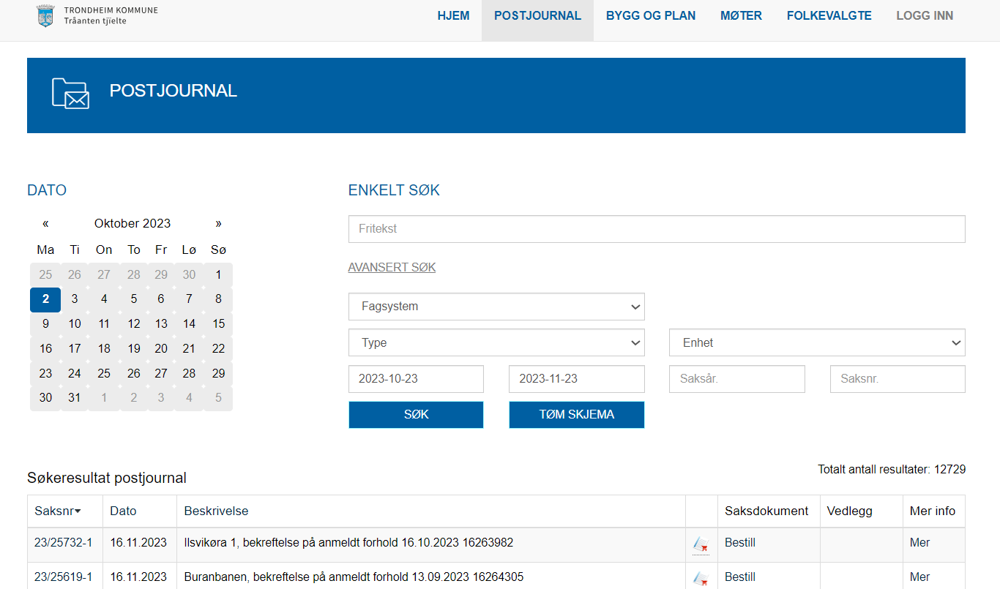 TRONDHEIM KOMMUNE
Tråanten tjïelte
HJEM POSTJOURNAL BYGG OG PLAN MØTER FOLKEVALGTE LOGG INN
POSTJOURNAL
DATO
« Oktober 2023 »
Ma Ti On To Fr Lø Sø
25 26 27 28 29 30 1
2 3 4 5 6 7 8
9 10 11 12 13 14 15
16 17 18 19 20 21 22
23 24 25 26 27 28 29
30 31 1 2 3 4 5
ENKELT SØK
Fritekst
AVANSERT SØK
Fagsystem
Type Enhet
2023-10-23 2023-11-23 Saksår. Saksnr.
SØK TØM SKJEMA
Totalt antall resultater: 12729
Søkeresultat postjournal
Saksnr Dato Beskrivelse Saksdokument Vedlegg Mer info
23/25732-1 16.11.2023 Ilsvikøra 1, bekreftelse på anmeldt forhold 16.10.2023 16263982 Bestill Mer
23/25619-1 16.11.2023 Buranbanen, bekreftelse på anmeldt forhold 13.09.2023 16264305 Bestill Mer